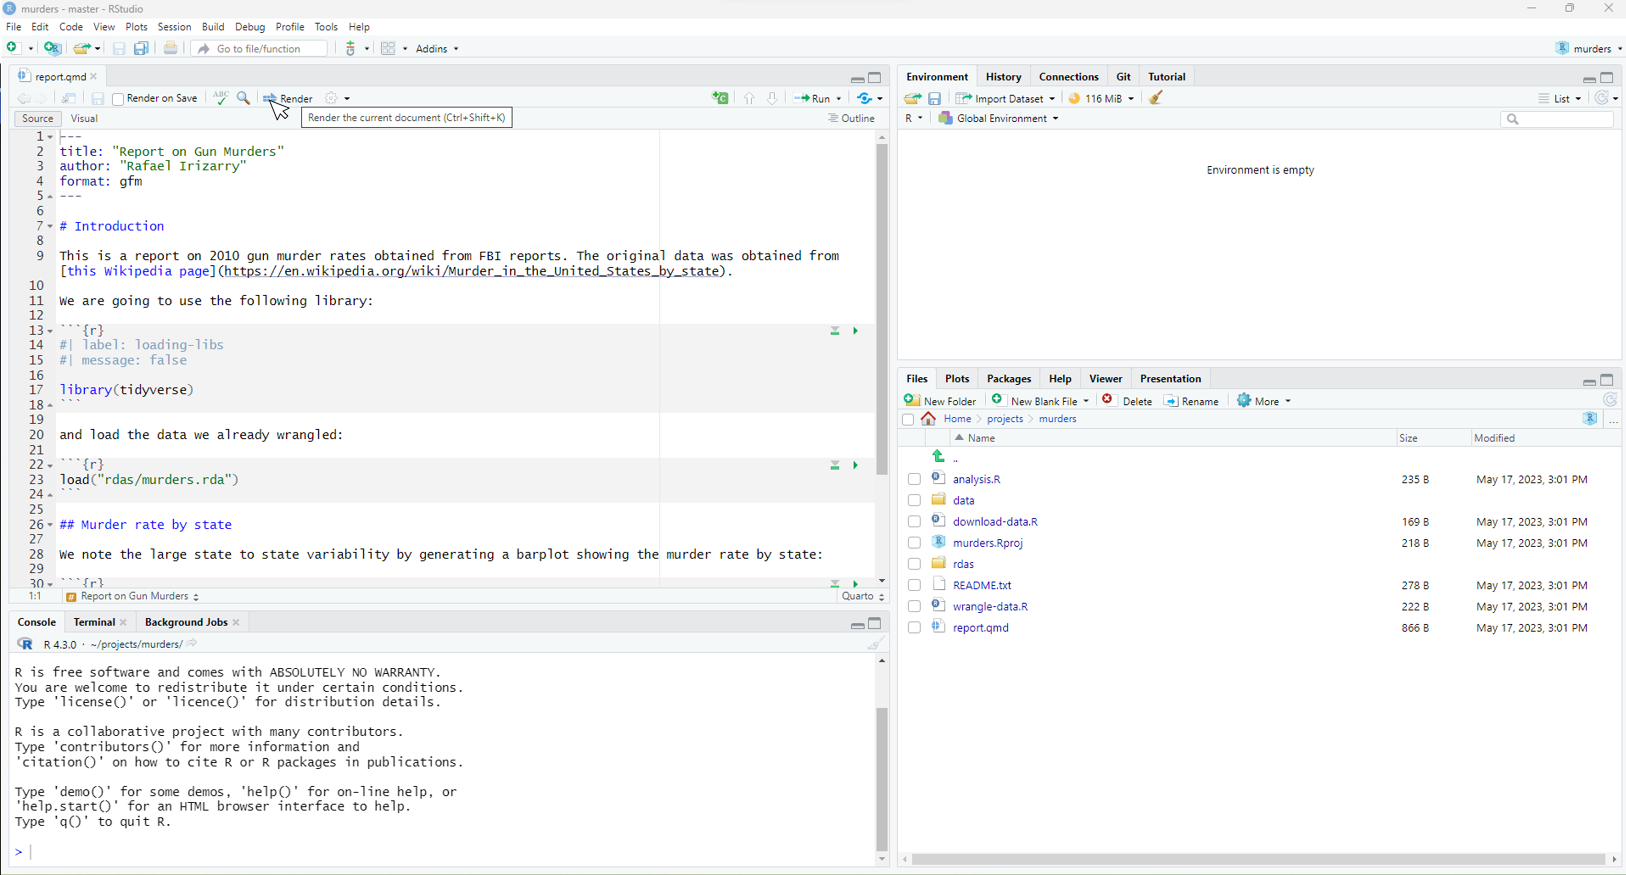 murders - master - RStudio
File Edit Code View Plots Session Build Debug Profile Tools Help
Go to file/function Addins murders
report.qmd
Render on Save ABC Render Run
Render the current document (Ctrl+Shift+K)
Source Visual Outline
1 ---
2 title: "Report on Gun Murders"
3 author: "Rafael Irizarry"
4 format: gfm
5 ---
6
7 # Introduction
8
9 This is a report on 2010 gun murder rates obtained from FBI reports. The original data was obtained from
[this Wikipedia page](https://en.wikipedia.org/wiki/Murder_in_the_United_States_by_state).
10
11 We are going to use the following library:
12
13 ```{r}
14 #| label: loading-libs
15 #| message: false
16
17 library(tidyverse)
18 ```
19
20 and load the data we already wrangled:
21
22 ```{r}
23 load("rdas/murders.rda")
24 ```
25
26 ## Murder rate by state
27
28 We note the large state to state variability by generating a barplot showing the murder rate by state:
29
30 ```{r}
1:1 # Report on Gun Murders Quarto
Console Terminal Background Jobs
R 4.3.0 · ~/projects/murders/
R is free software and comes with ABSOLUTELY NO WARRANTY.
You are welcome to redistribute it under certain conditions.
Type 'license()' or 'licence()' for distribution details.
R is a collaborative project with many contributors.
Type 'contributors()' for more information and
'citation()' on how to cite R or R packages in publications.
Type 'demo()' for some demos, 'help()' for on-line help, or
'help.start()' for an HTML browser interface to help.
Type 'q()' to quit R.
>
Environment History Connections Git Tutorial
Import Dataset 116 MiB List
R Global Environment
Environment is empty
Files Plots Packages Help Viewer Presentation
New Folder New Blank File Delete Rename More
Home projects murders ...
Name Size Modified
..
analysis.R 235 B May 17, 2023, 3:01 PM
data
download-data.R 169 B May 17, 2023, 3:01 PM
murders.Rproj 218 B May 17, 2023, 3:01 PM
rdas
README.txt 278 B May 17, 2023, 3:01 PM
wrangle-data.R 222 B May 17, 2023, 3:01 PM
report.qmd 866 B May 17, 2023, 3:01 PM